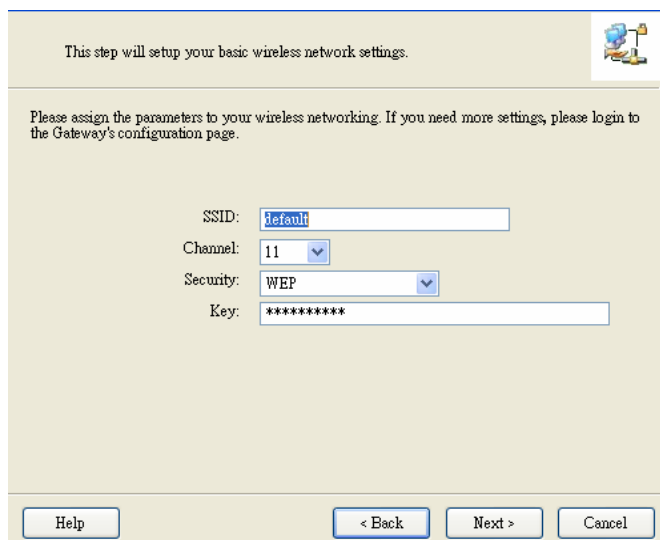 This step will setup your basic wireless network settings.
Please assign the parameters to your wireless networking. If you need more settings, please login to
the Gateway's configuration page.
SSID: default
Channel: 11
Security: WEP
Key: **********
Help < Back Next > Cancel